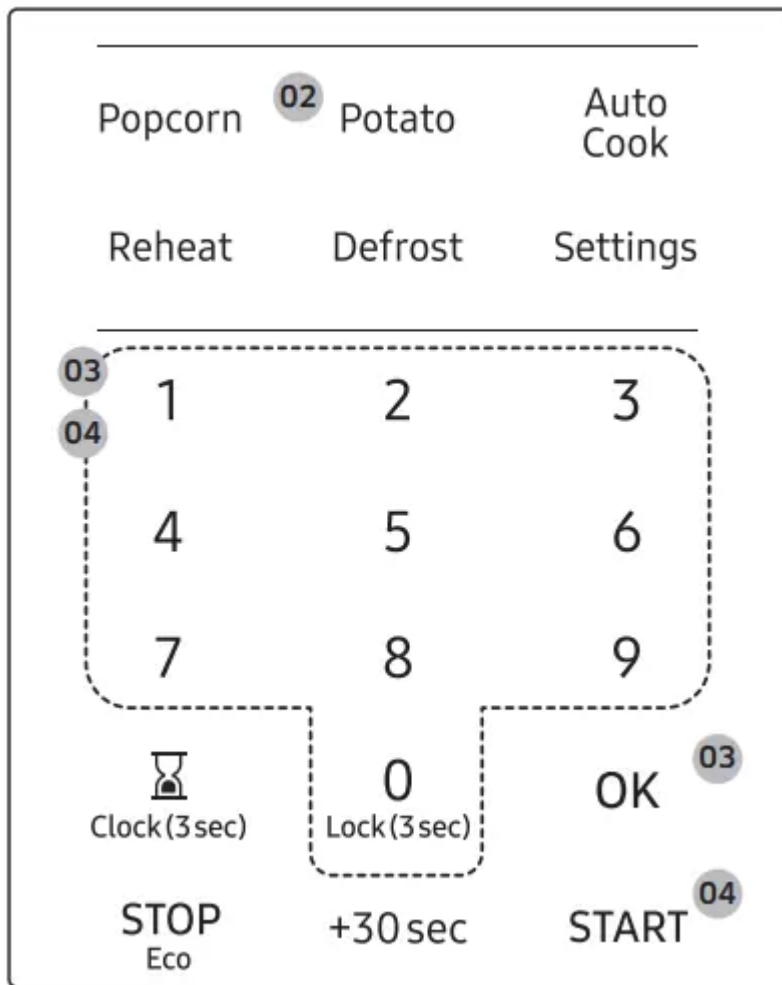 Popcorn 02 Potato Auto
Cook
Reheat Defrost Settings
03
1 2 3
04
4 5 6
7 8 9
0 OK 03
Clock(3 sec) Lock(3 sec)
04
STOP +30 sec START
Eco